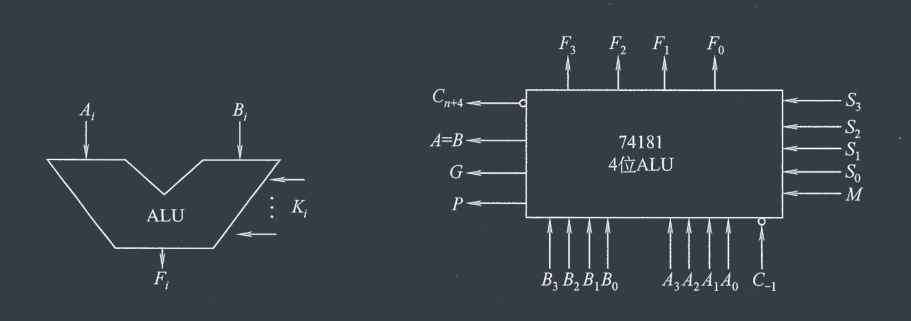 A_i
B_i
ALU
K_i
F_i
F_3 F_2 F_1 F_0
C_{n+4}
A=B
G
P
74181
4位ALU
S_3
S_2
S_1
S_0
M
B_3 B_2 B_1 B_0 A_3 A_2 A_1 A_0 C_{-1}